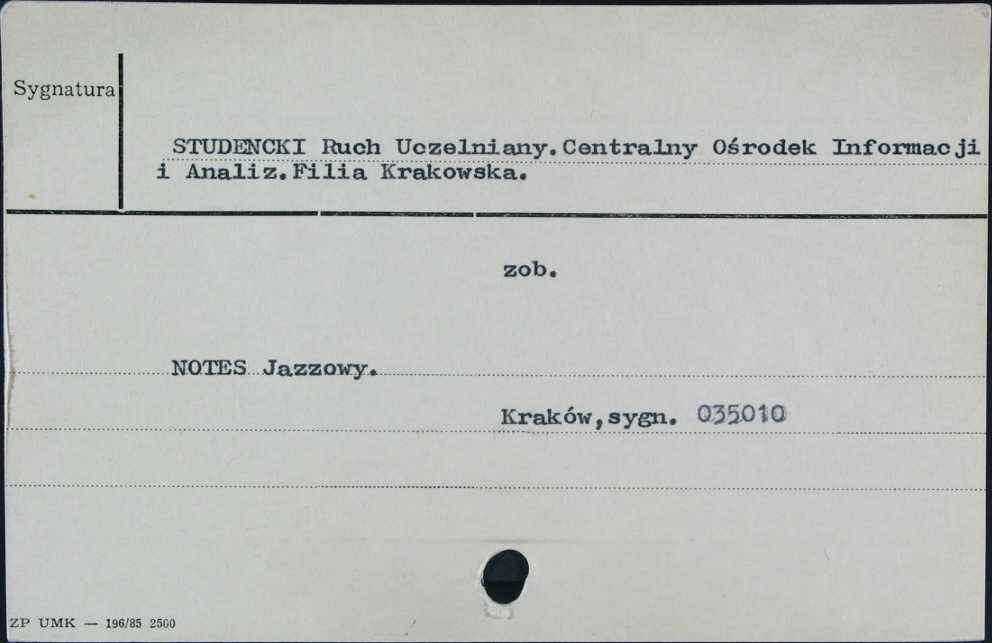 Sygnatura
STUDENCKI Ruch Uczelniany.Centralny Ośrodek Informacji
i Analiz.Filia Krakowska.
zob.
NOTES Jazzowy.
Kraków,sygn. 035010
ZP UMK — 196/85 2500